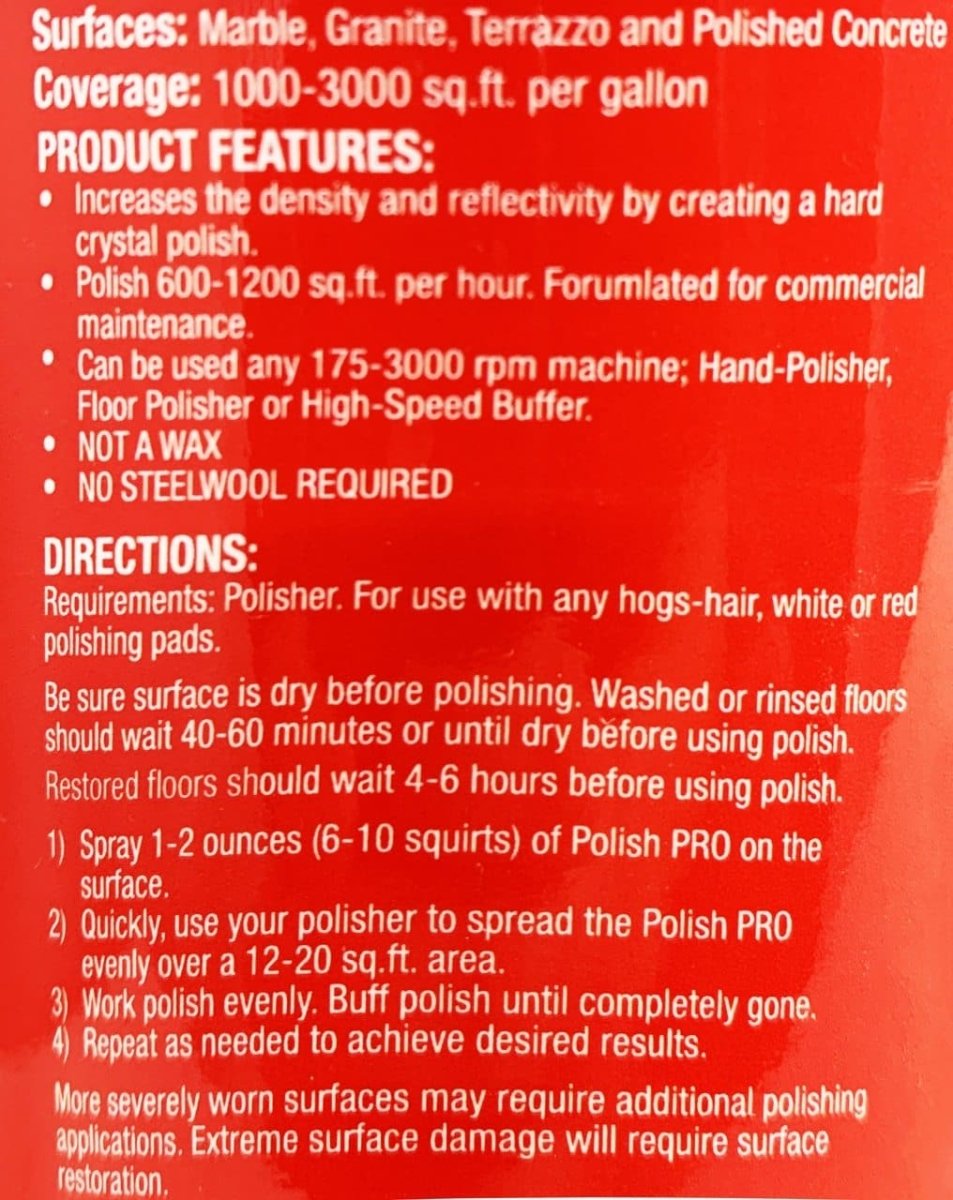 Surfaces: Marble, Granite, Terrazzo and Polished Concrete
Coverage: 1000-3000 sq.ft. per gallon
PRODUCT FEATURES:
• Increases the density and reflectivity by creating a hard
crystal polish.
• Polish 600-1200 sq.ft. per hour. Forumlated for commercial
maintenance.
• Can be used any 175-3000 rpm machine; Hand-Polisher,
Floor Polisher or High-Speed Buffer.
• NOT A WAX
• NO STEELWOOL REQUIRED
DIRECTIONS:
Requirements: Polisher. For use with any hogs-hair, white or red
polishing pads.
Be sure surface is dry before polishing. Washed or rinsed floors
should wait 40-60 minutes or until dry before using polish.
Restored floors should wait 4-6 hours before using polish.
1) Spray 1-2 ounces (6-10 squirts) of Polish PRO on the
surface.
2) Quickly, use your polisher to spread the Polish PRO
evenly over a 12-20 sq.ft. area.
3) Work polish evenly. Buff polish until completely gone.
4) Repeat as needed to achieve desired results.
More severely worn surfaces may require additional polishing
applications. Extreme surface damage will require surface
restoration.